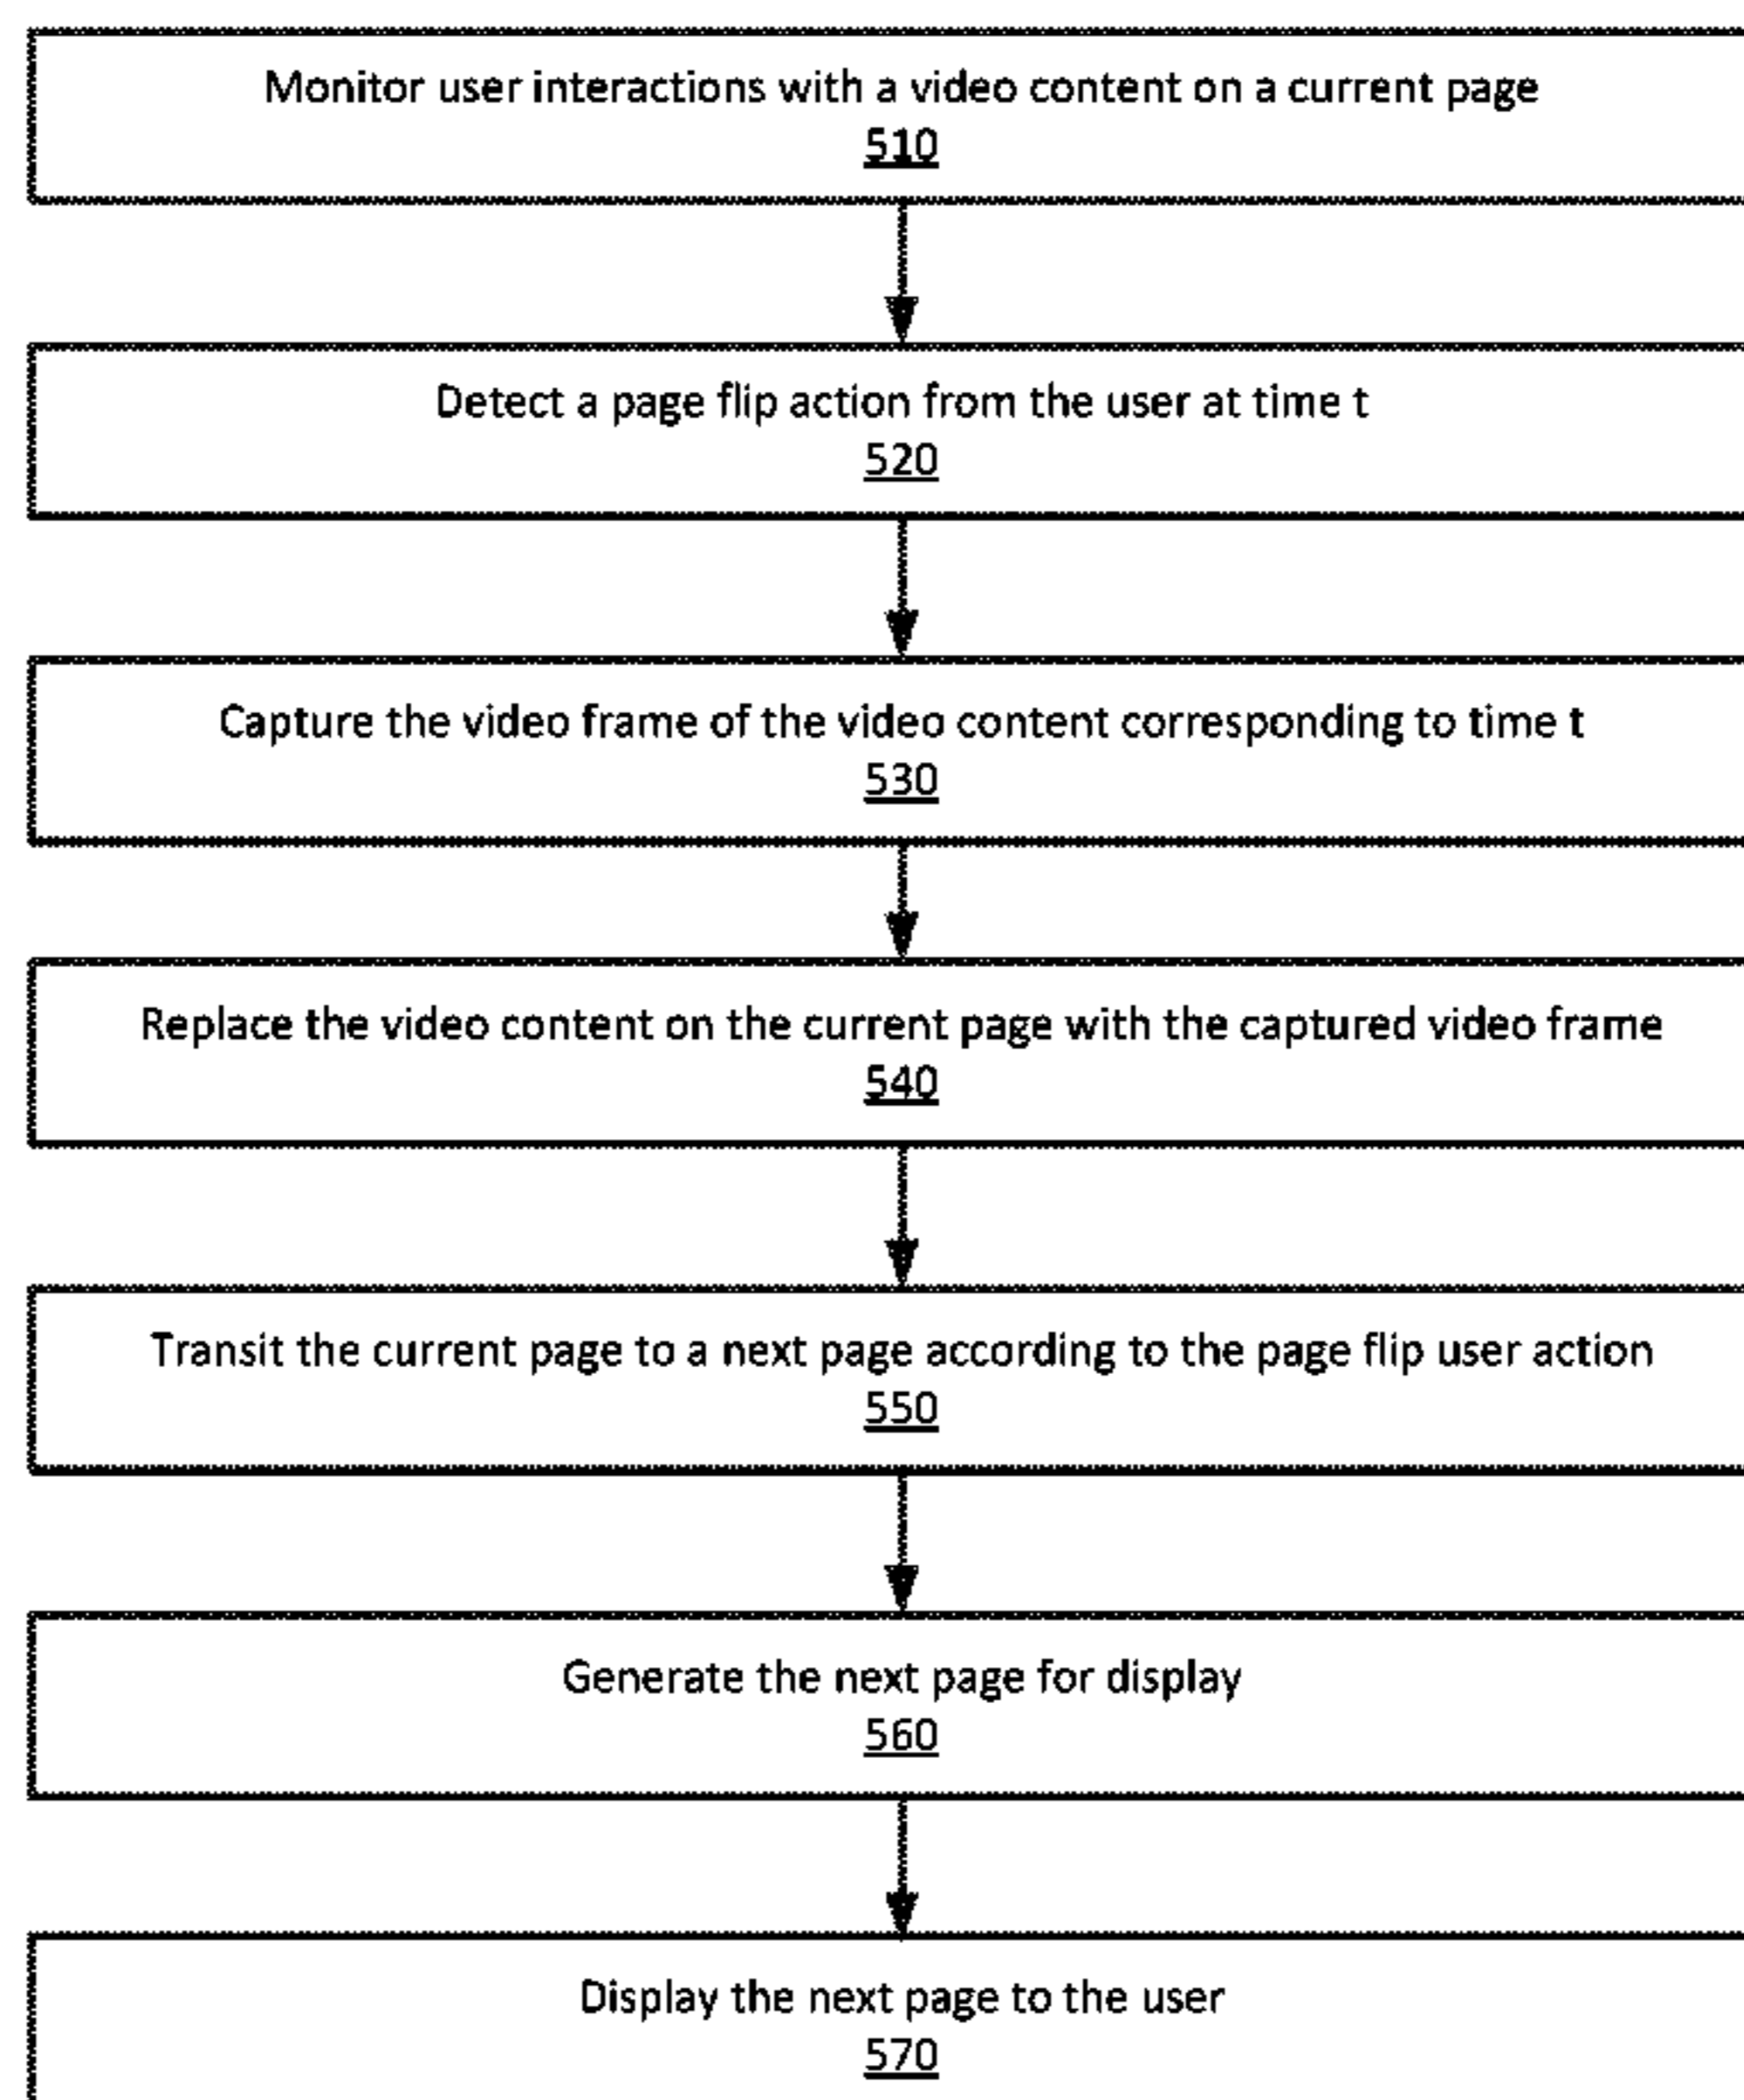 Monitor user interactions with a video content on a current page
510
Detect a page flip action from the user at time t
520
Capture the video frame of the video content corresponding to time t
530
Replace the video content on the current page with the captured video frame
540
Transit the current page to a next page according to the page flip user action
550
Generate the next page for display
560
Display the next page to the user
570